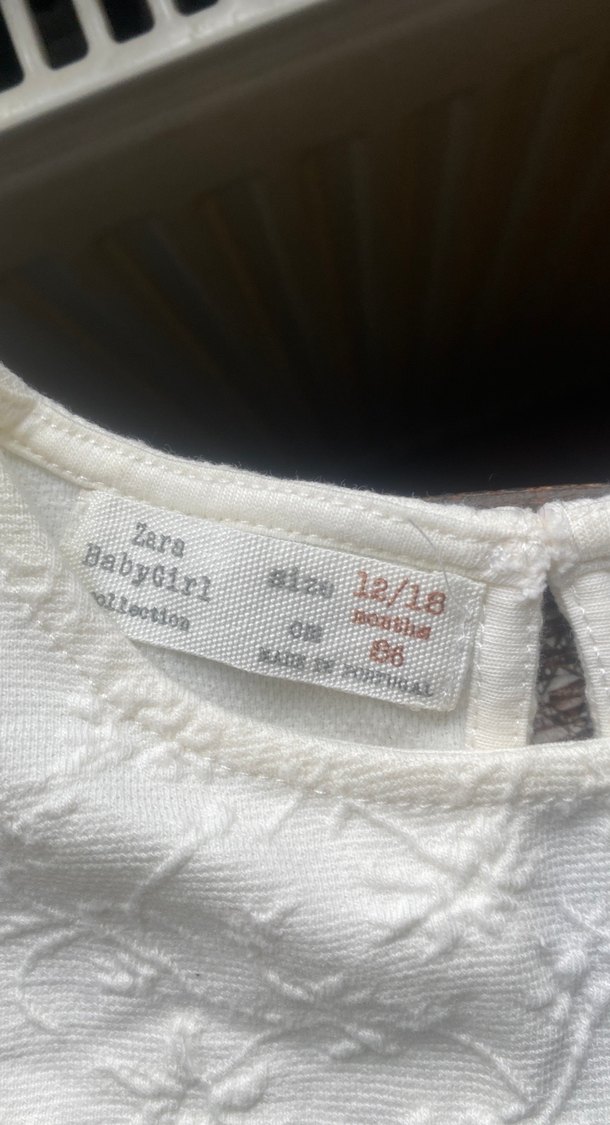 Zara
BabyGirl
collection
size 12/18
months
CM 86
MADE IN PORTUGAL